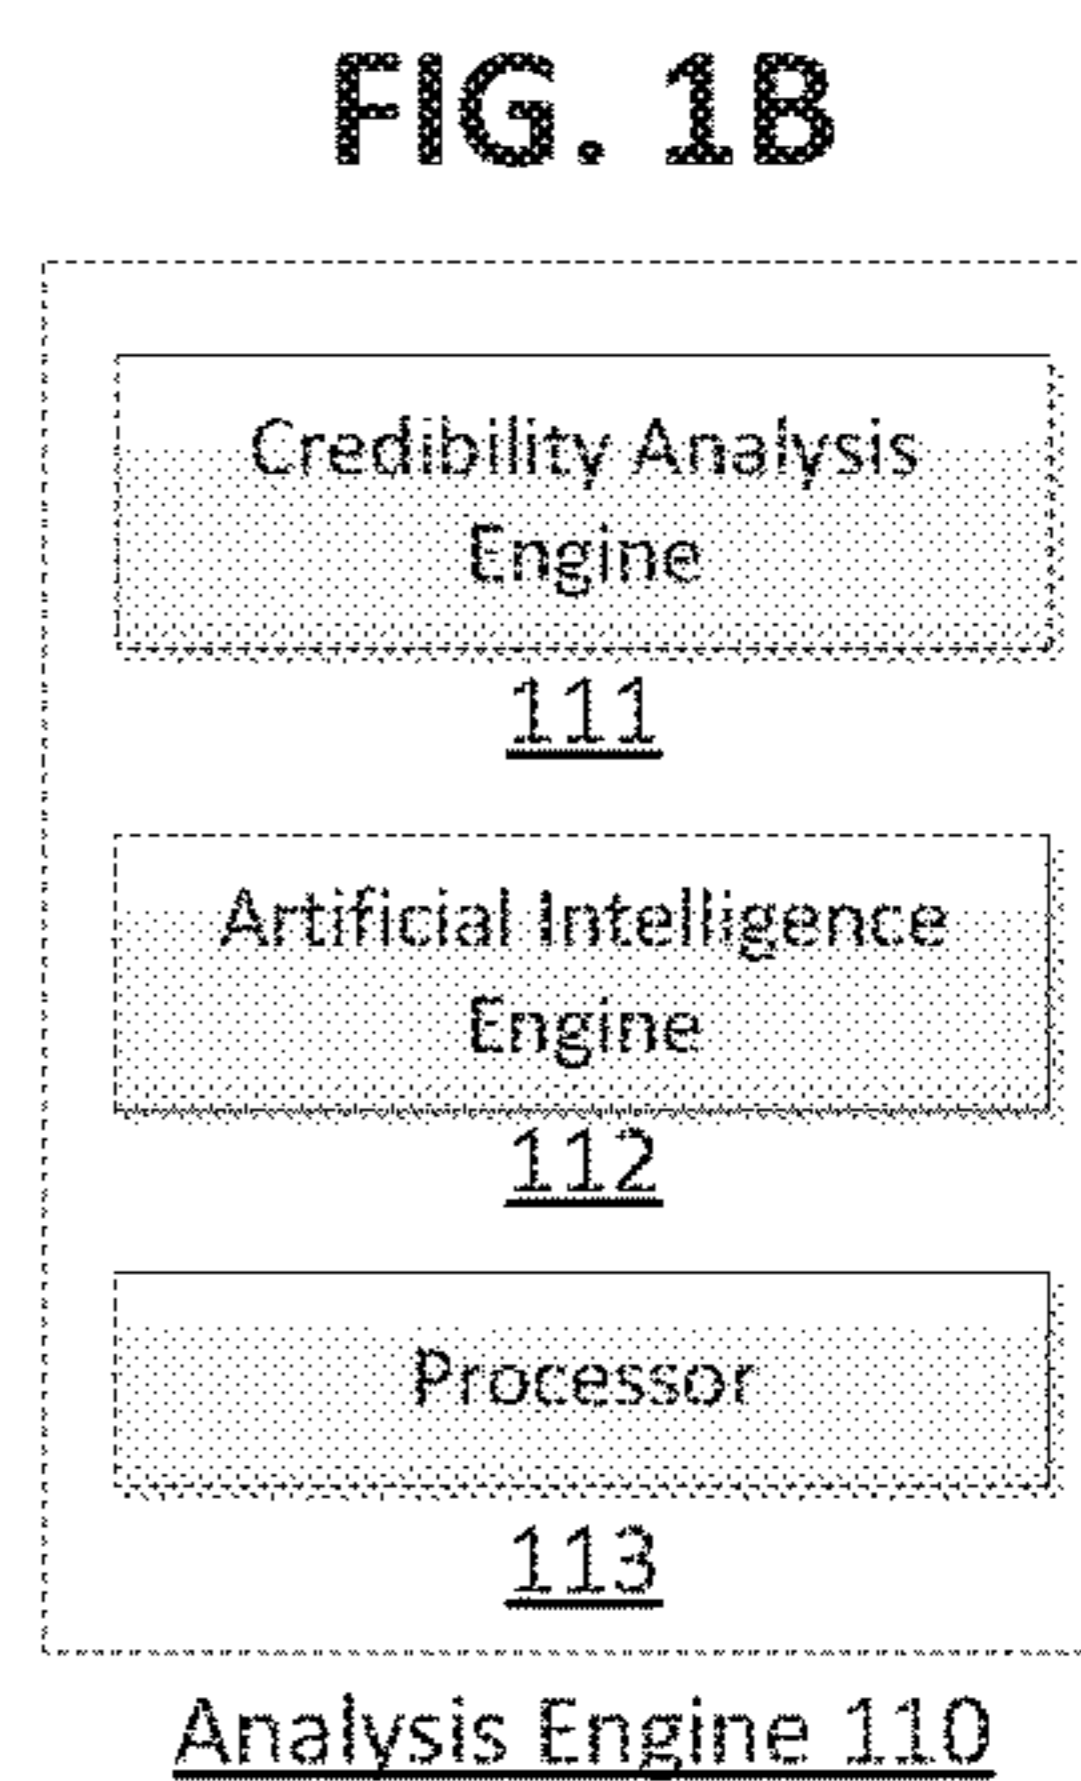 FIG. 1B
Credibility Analysis
Engine
111
Artificial Intelligence
Engine
112
Processor
113
Analysis Engine 110